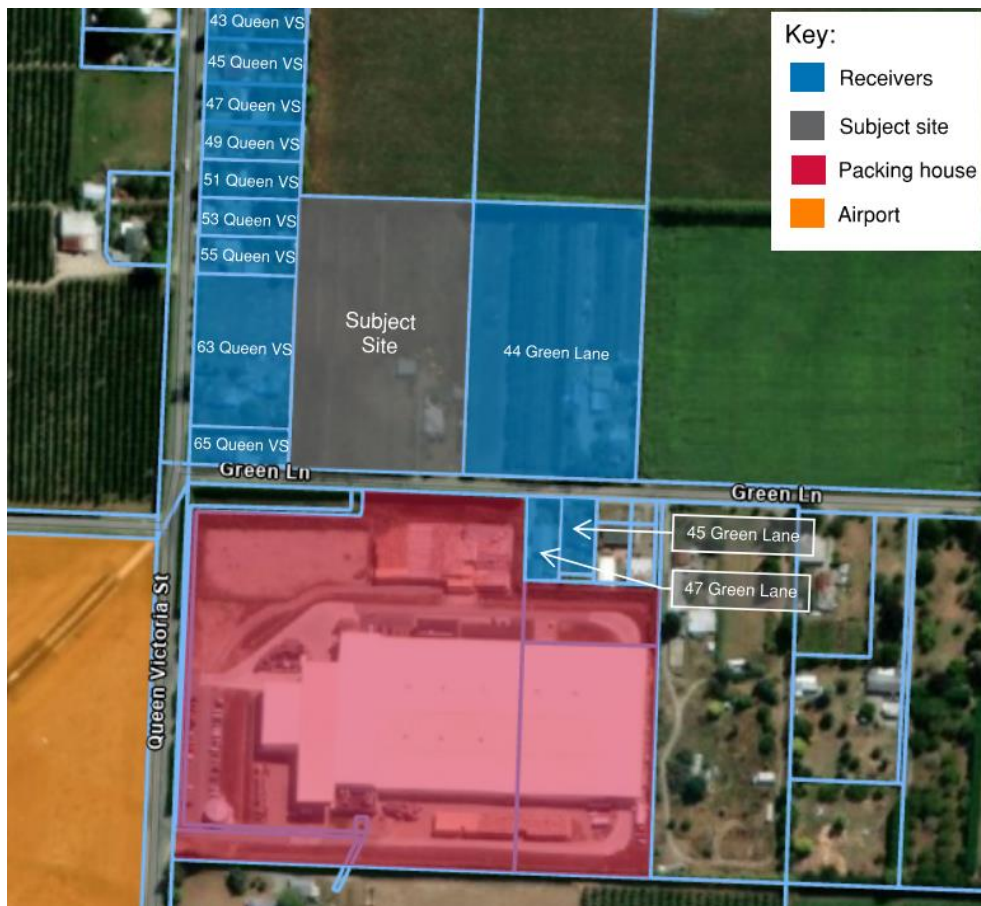 43 Queen VS
45 Queen VS
47 Queen VS
49 Queen VS
51 Queen VS
53 Queen VS
55 Queen VS
63 Queen VS
65 Queen VS
Subject
Site
44 Green Lane
Key:
Receivers
Subject site
Packing house
Airport
Green Ln
Green Ln
45 Green Lane
47 Green Lane
Queen Victoria St